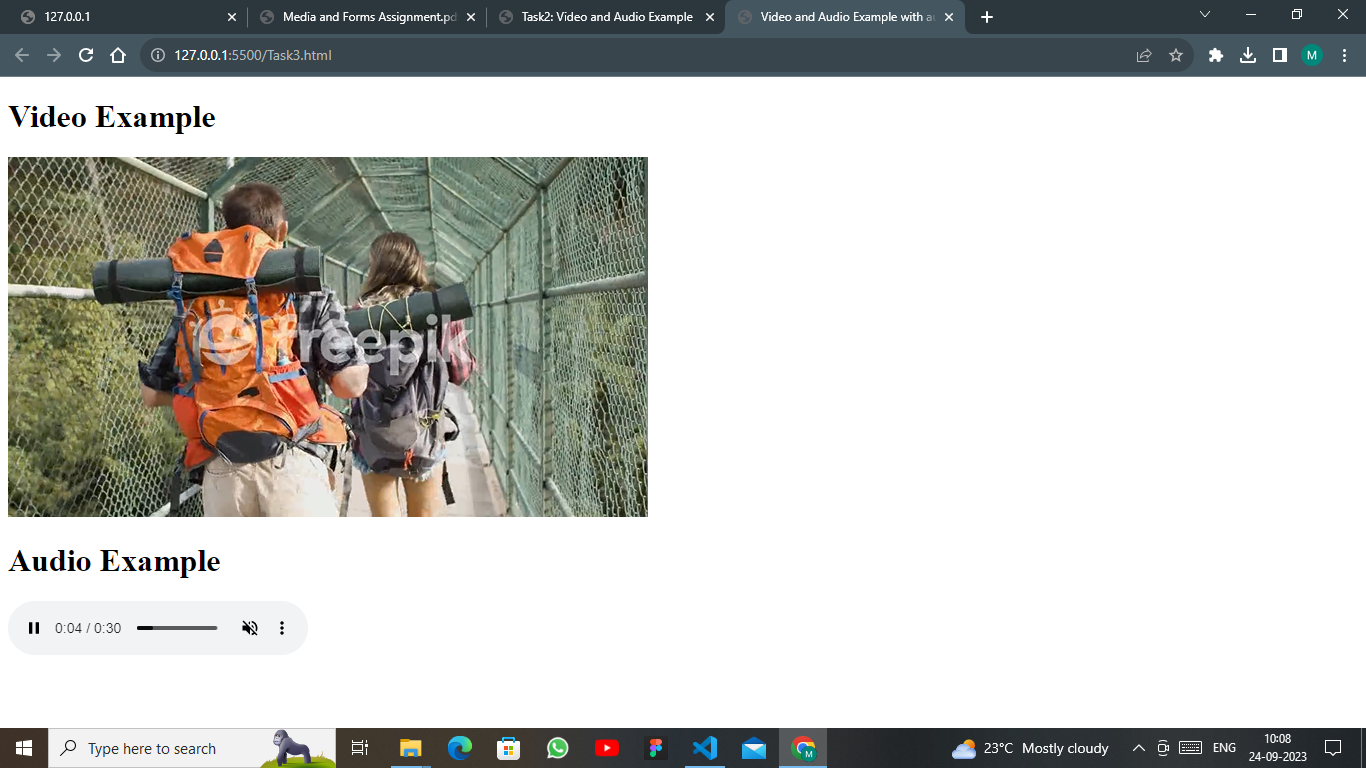 127.0.0.1
Media and Forms Assignment.pd
Task2: Video and Audio Example
Video and Audio Example with au
127.0.0.1:5500/Task3.html
M
Video Example
freepik
Audio Example
0:04 / 0:30
Type here to search
M
23°C Mostly cloudy
ENG
10:08
24-09-2023